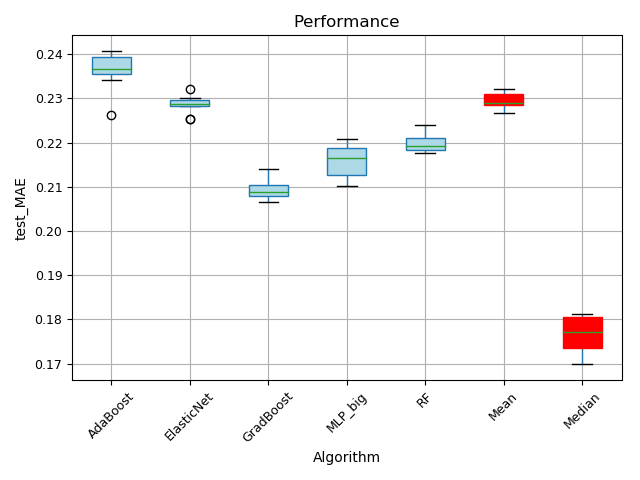 Performance
0.24
0.23
0.22
0.21
0.20
0.19
0.18
0.17
test_MAE
AdaBoost
ElasticNet
GradBoost
MLP_big
RF
Mean
Median
Algorithm